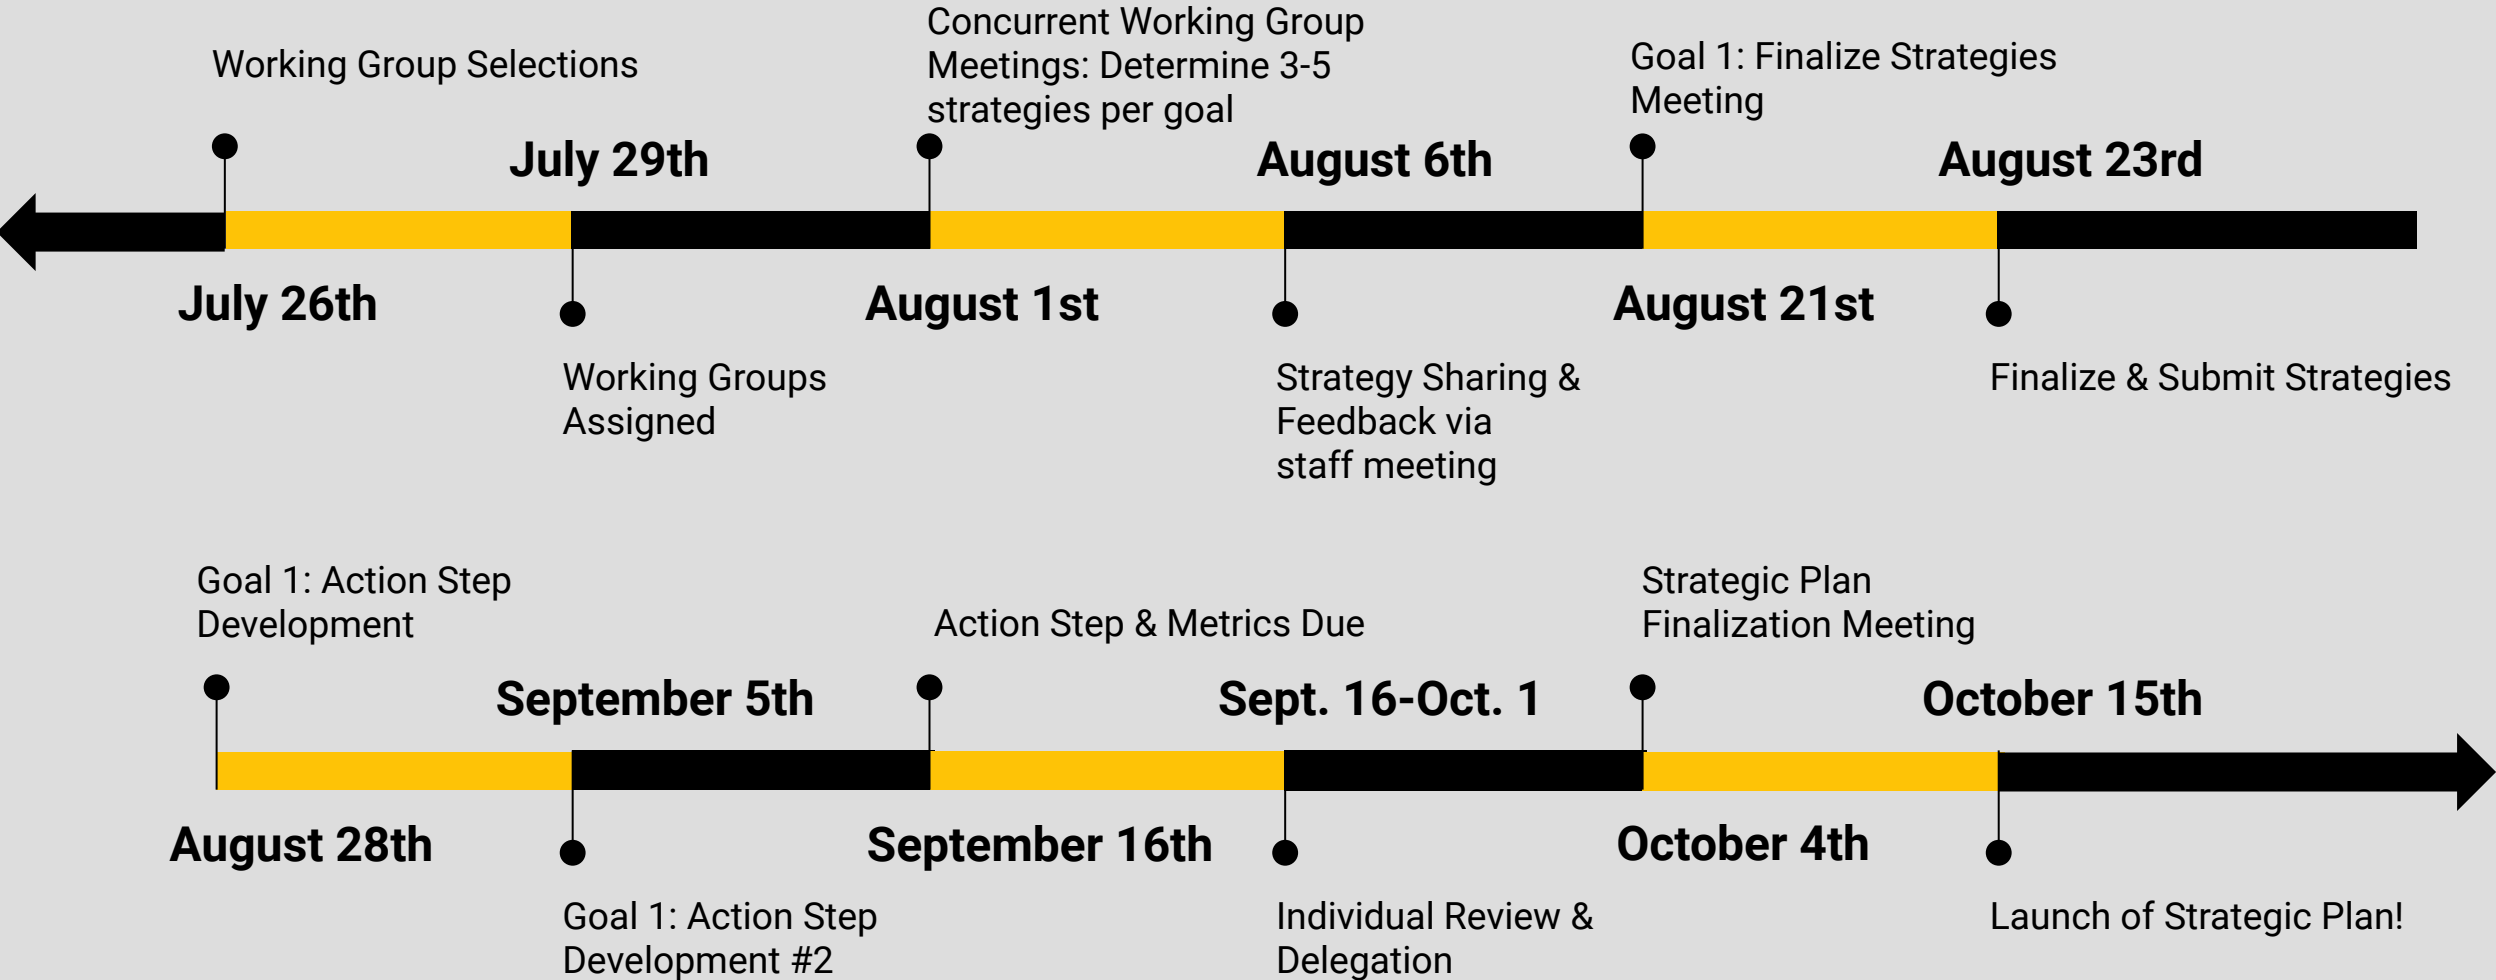 Working Group Selections
July 26th
July 29th
Working Groups
Assigned
Concurrent Working Group
Meetings: Determine 3-5
strategies per goal
August 1st
August 6th
Strategy Sharing &
Feedback via
staff meeting
Goal 1: Finalize Strategies
Meeting
August 21st
August 23rd
Finalize & Submit Strategies
Goal 1: Action Step
Development
August 28th
September 5th
Goal 1: Action Step
Development #2
Action Step & Metrics Due
September 16th
Sept. 16-Oct. 1
Individual Review &
Delegation
Strategic Plan
Finalization Meeting
October 4th
October 15th
Launch of Strategic Plan!